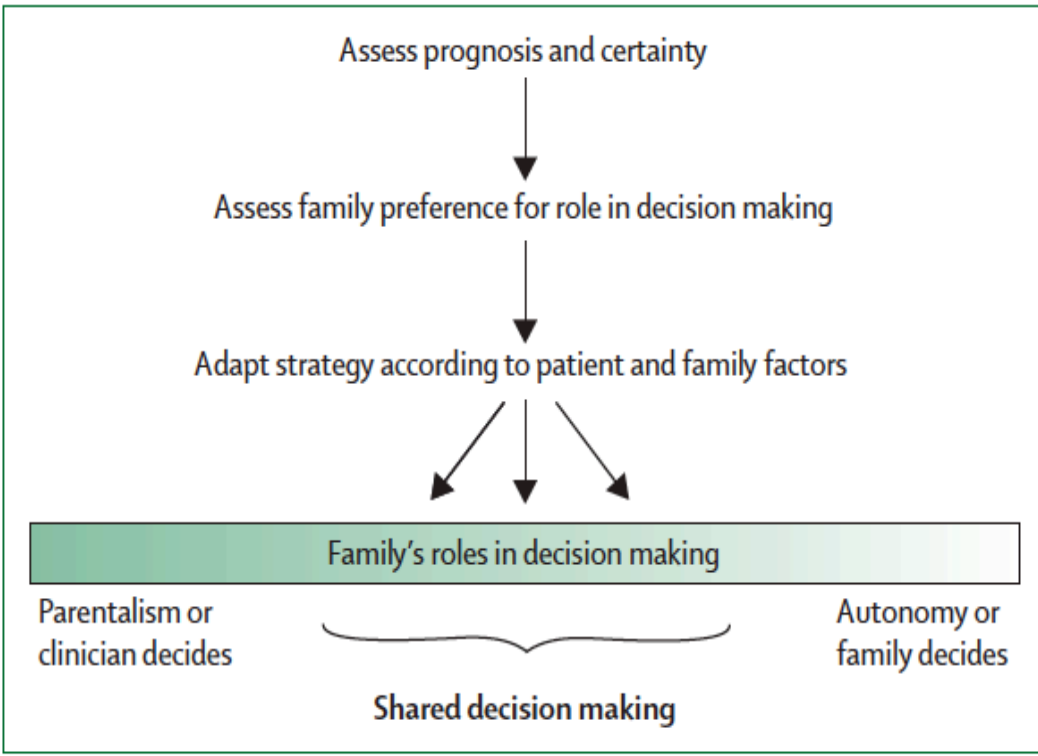 Assess prognosis and certainty
Assess family preference for role in decision making
Adapt strategy according to patient and family factors
Family’s roles in decision making
Parentalism or
clinician decides
Autonomy or
family decides
Shared decision making